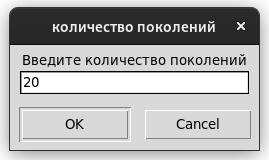 количество поколений ×
Введите количество поколений
20
OK Cancel